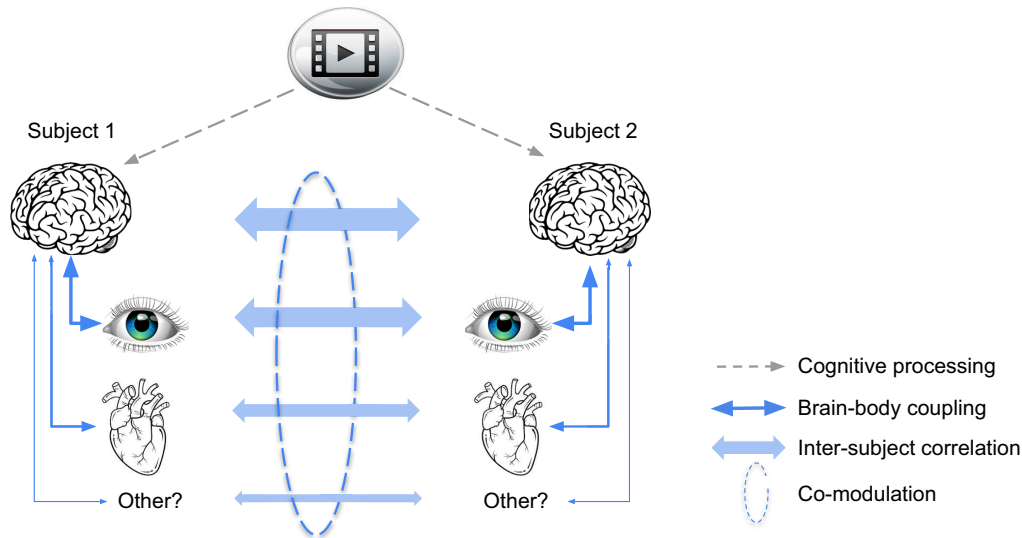 Subject 1
Subject 2
Other?
Other?
Cognitive processing
Brain-body coupling
Inter-subject correlation
Co-modulation